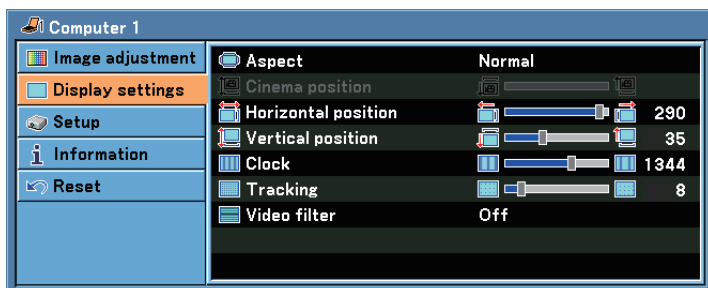 Computer 1
Image adjustment
Display settings
Setup
Information
Reset
Aspect Normal
Cinema position
Horizontal position 290
Vertical position 35
Clock 1344
Tracking 8
Video filter Off